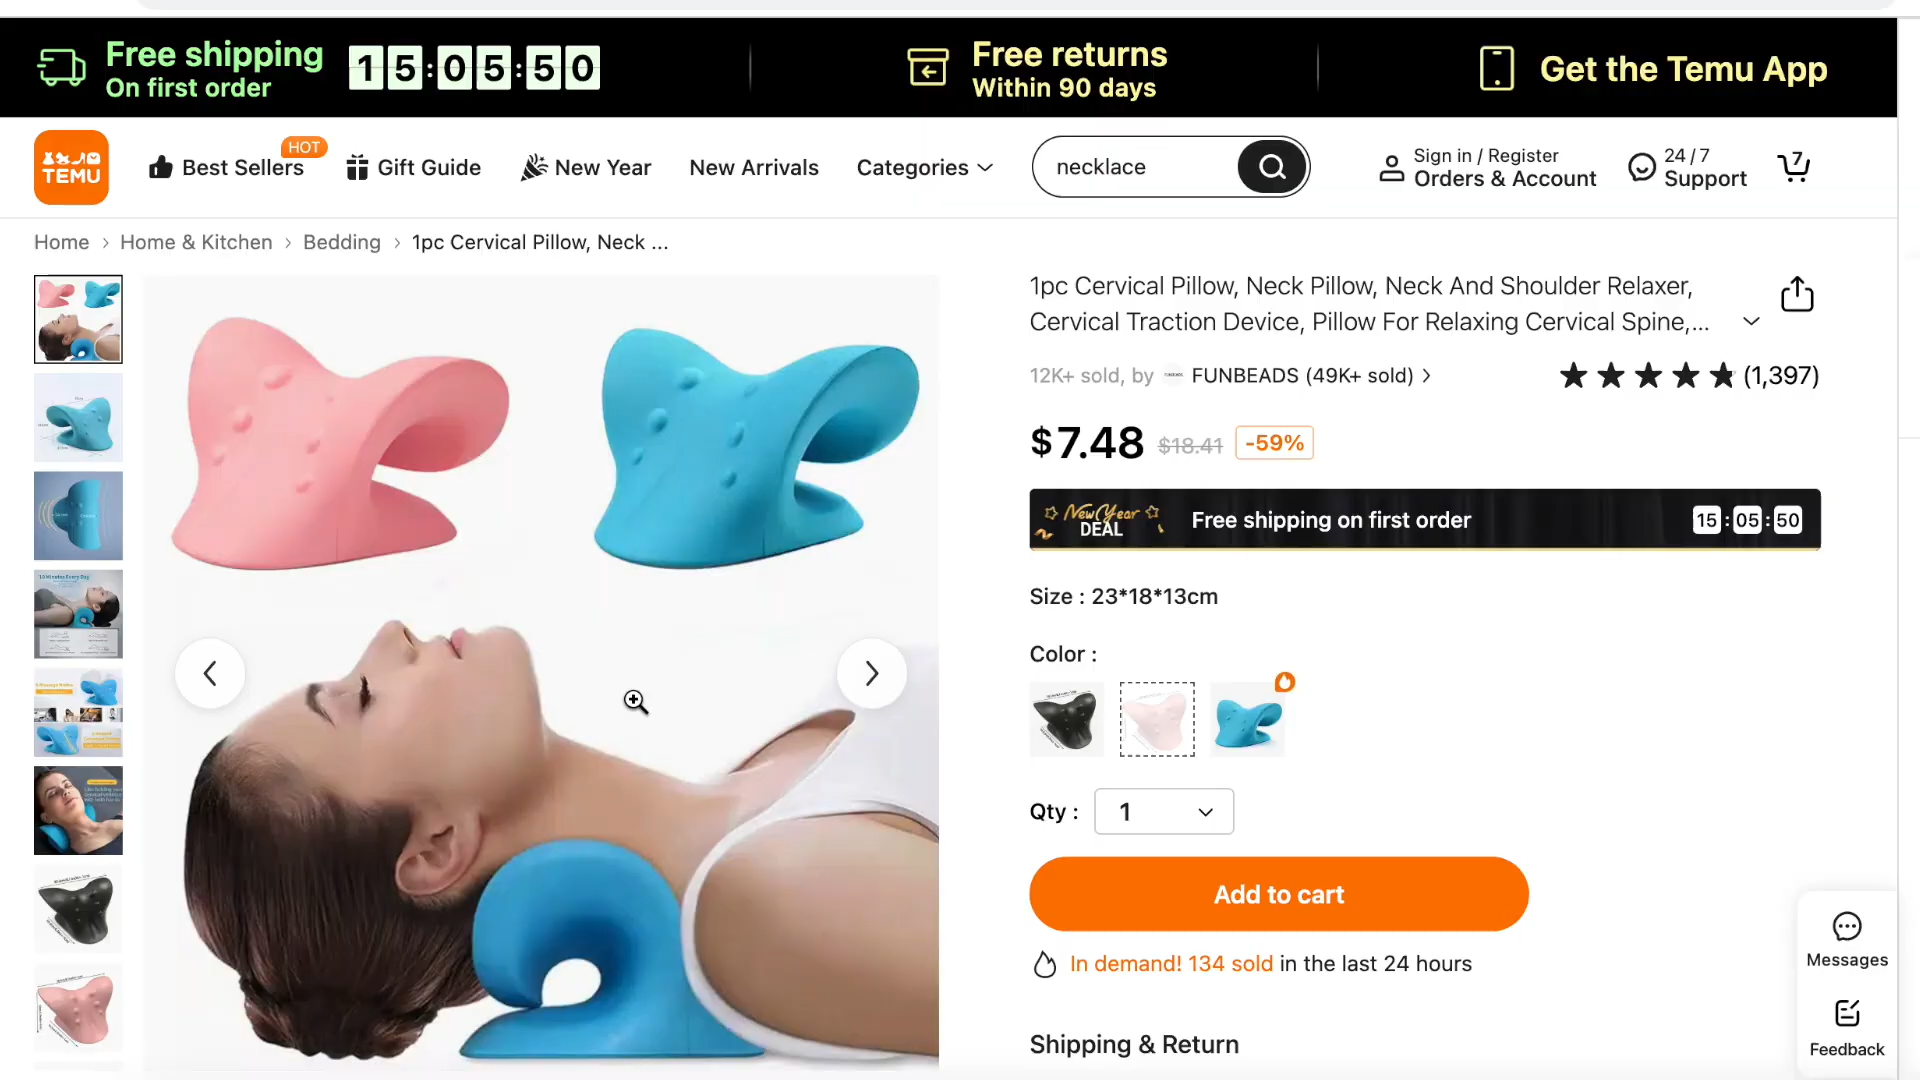 Free shipping
On first order
15:05:50
Free returns
Within 90 days
Get the Temu App
TEMU
Best Sellers
HOT
Gift Guide
New Year
New Arrivals
Categories
necklace
Sign in / Register
Orders & Account
24/7
Support
7
Home › Home & Kitchen › Bedding › 1pc Cervical Pillow, Neck ...
1pc Cervical Pillow, Neck Pillow, Neck And Shoulder Relaxer,
Cervical Traction Device, Pillow For Relaxing Cervical Spine,...
12K+ sold, by FUNBEADS (49K+ sold) >
(1,397)
$7.48 $18.41 -59%
New Year
DEAL
Free shipping on first order
15:05:50
Size : 23*18*13cm
Color :
Qty : 1
Add to cart
In demand! 134 sold in the last 24 hours
Shipping & Return
Messages
Feedback
10 Minutes Every Day